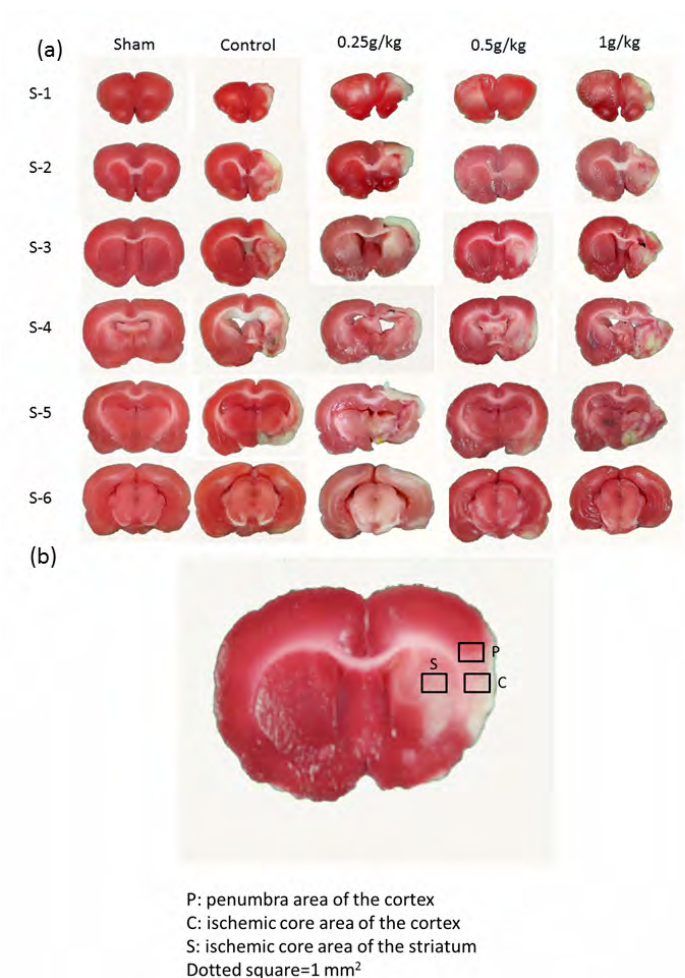 (a)
Sham Control 0.25g/kg 0.5g/kg 1g/kg
S-1
S-2
S-3
S-4
S-5
S-6
(b)
P
S
C
P: penumbra area of the cortex
C: ischemic core area of the cortex
S: ischemic core area of the striatum
Dotted square=1 mm²